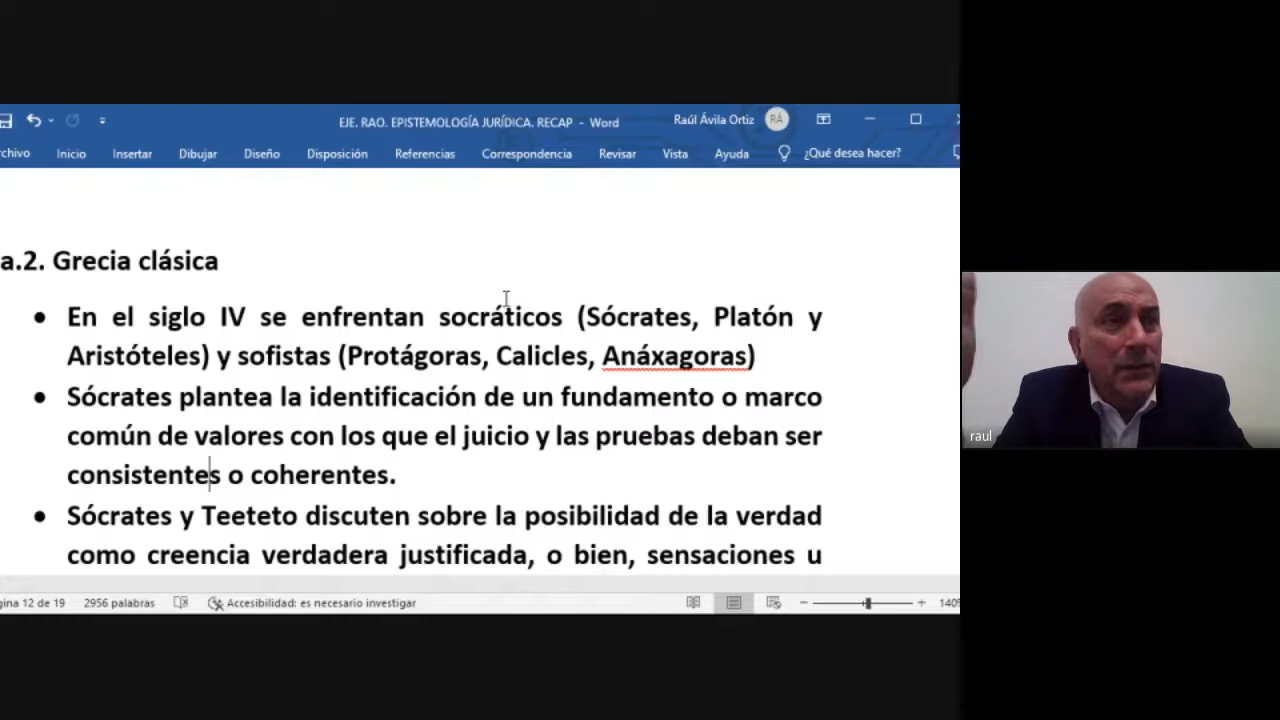 EJE. RAO. EPISTEMOLOGÍA JURÍDICA. RECAP - Word
Raúl Ávila Ortiz
RÁ
rchivo Inicio Insertar Dibujar Diseño Disposición Referencias Correspondencia Revisar Vista Ayuda ¿Qué desea hacer?
a.2. Grecia clásica
• En el siglo IV se enfrentan socráticos (Sócrates, Platón y
Aristóteles) y sofistas (Protágoras, Calicles, Anáxagoras)
• Sócrates plantea la identificación de un fundamento o marco
común de valores con los que el juicio y las pruebas deban ser
consistentes o coherentes.
• Sócrates y Teeteto discuten sobre la posibilidad de la verdad
como creencia verdadera justificada, o bien, sensaciones u
raul
gina 12 de 19 2956 palabras Accesibilidad: es necesario investigar 140